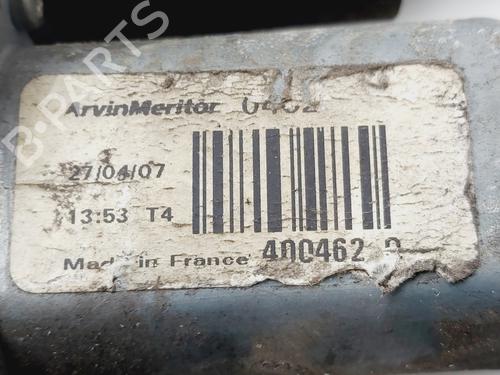 ArvinMeritor
27/04/07
13:53 T4
Made in France 400462
B-PARTS